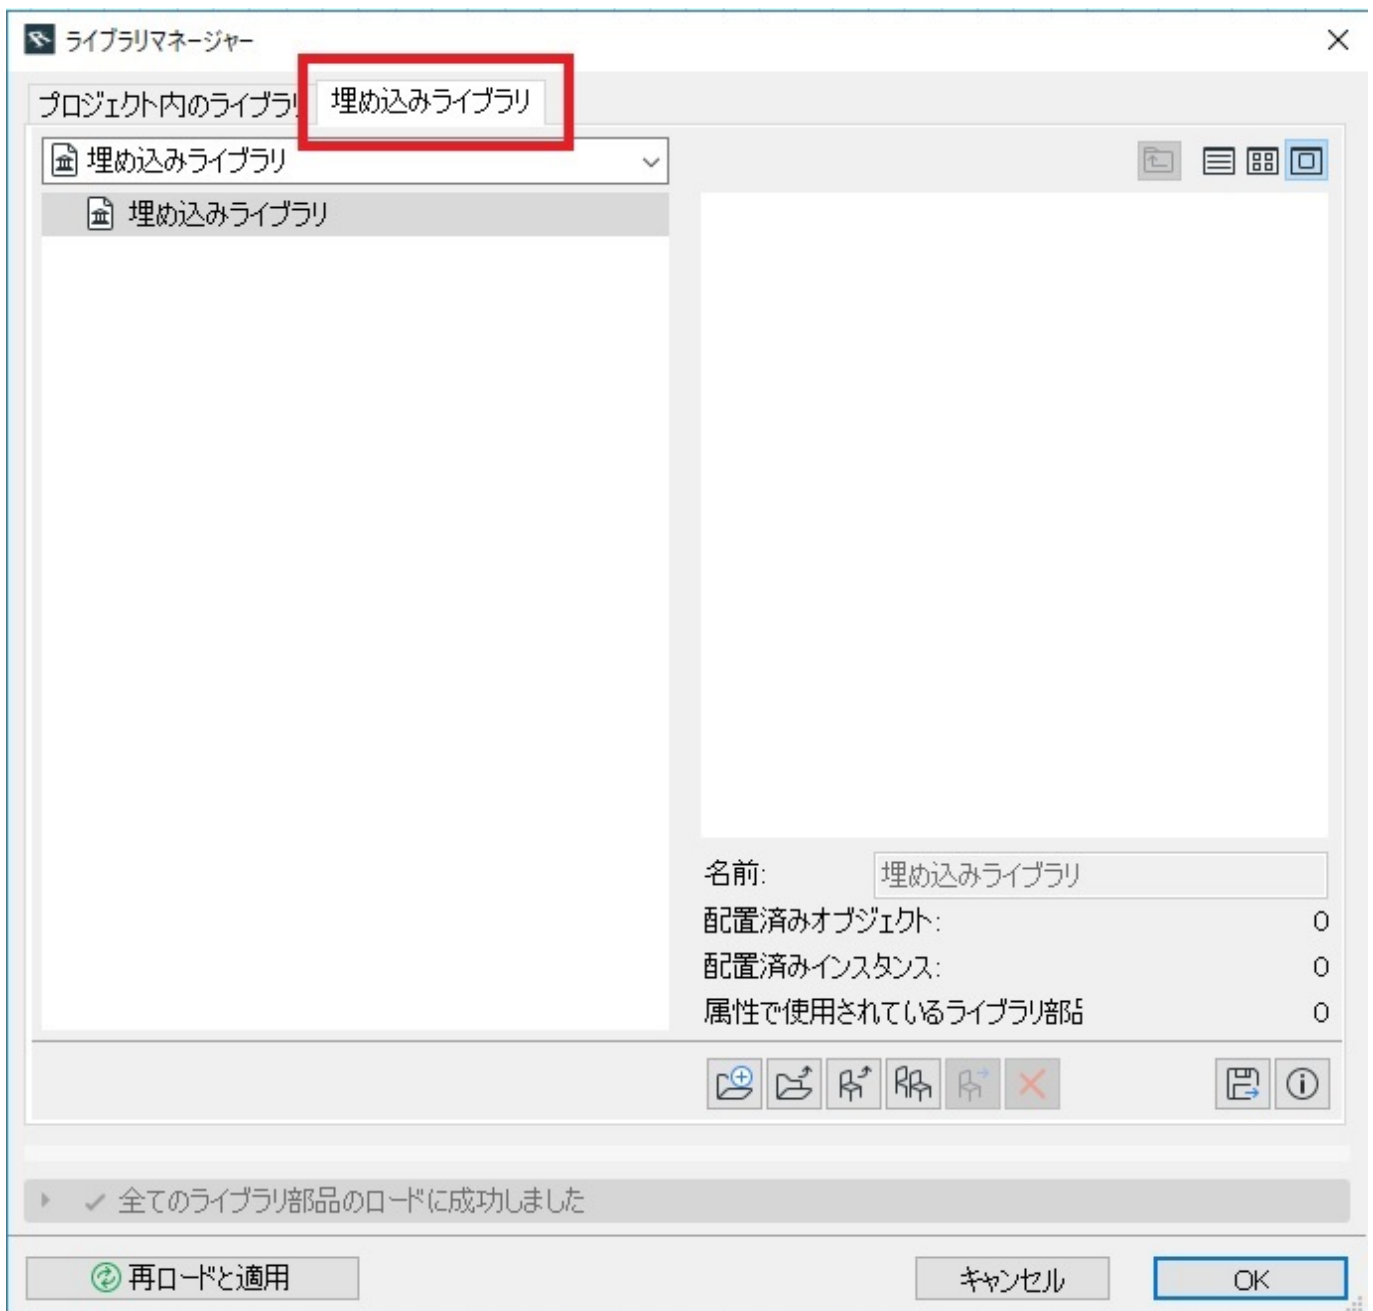 ライブラリマネージャー
プロジェクト内のライブラリ
埋め込みライブラリ
埋め込みライブラリ
埋め込みライブラリ
名前:
埋め込みライブラリ
配置済みオブジェクト:
0
配置済みインスタンス:
0
属性で使用されているライブラリ部品
0
全てのライブラリ部品のロードに成功しました
再ロードと適用
キャンセル
OK